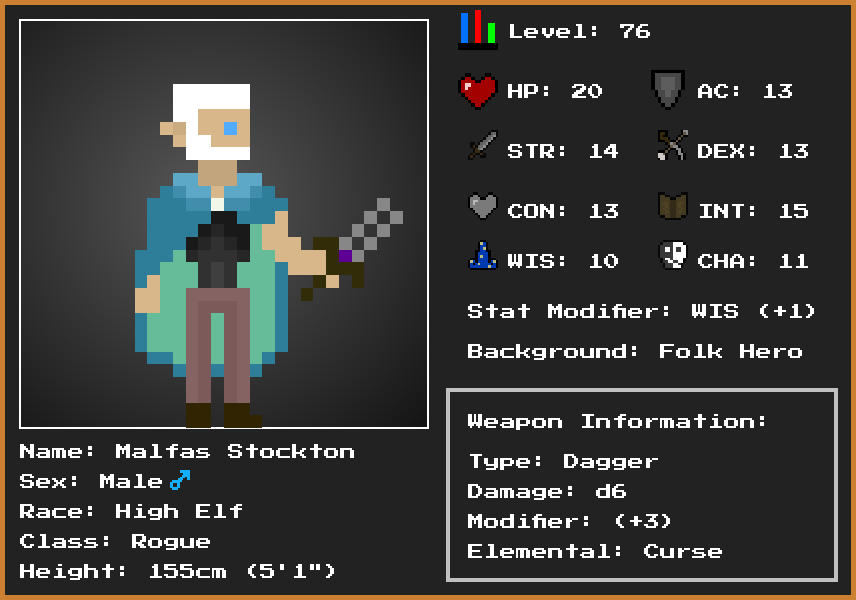 Level: 76
HP: 20
AC: 13
STR: 14
DEX: 13
CON: 13
INT: 15
WIS: 10
CHA: 11
Stat Modifier: WIS (+1)
Background: Folk Hero
Weapon Information:
Type: Dagger
Damage: d6
Modifier: (+3)
Elemental: Curse
Name: Malfas Stockton
Sex: Male♂
Race: High Elf
Class: Rogue
Height: 155cm (5'1")